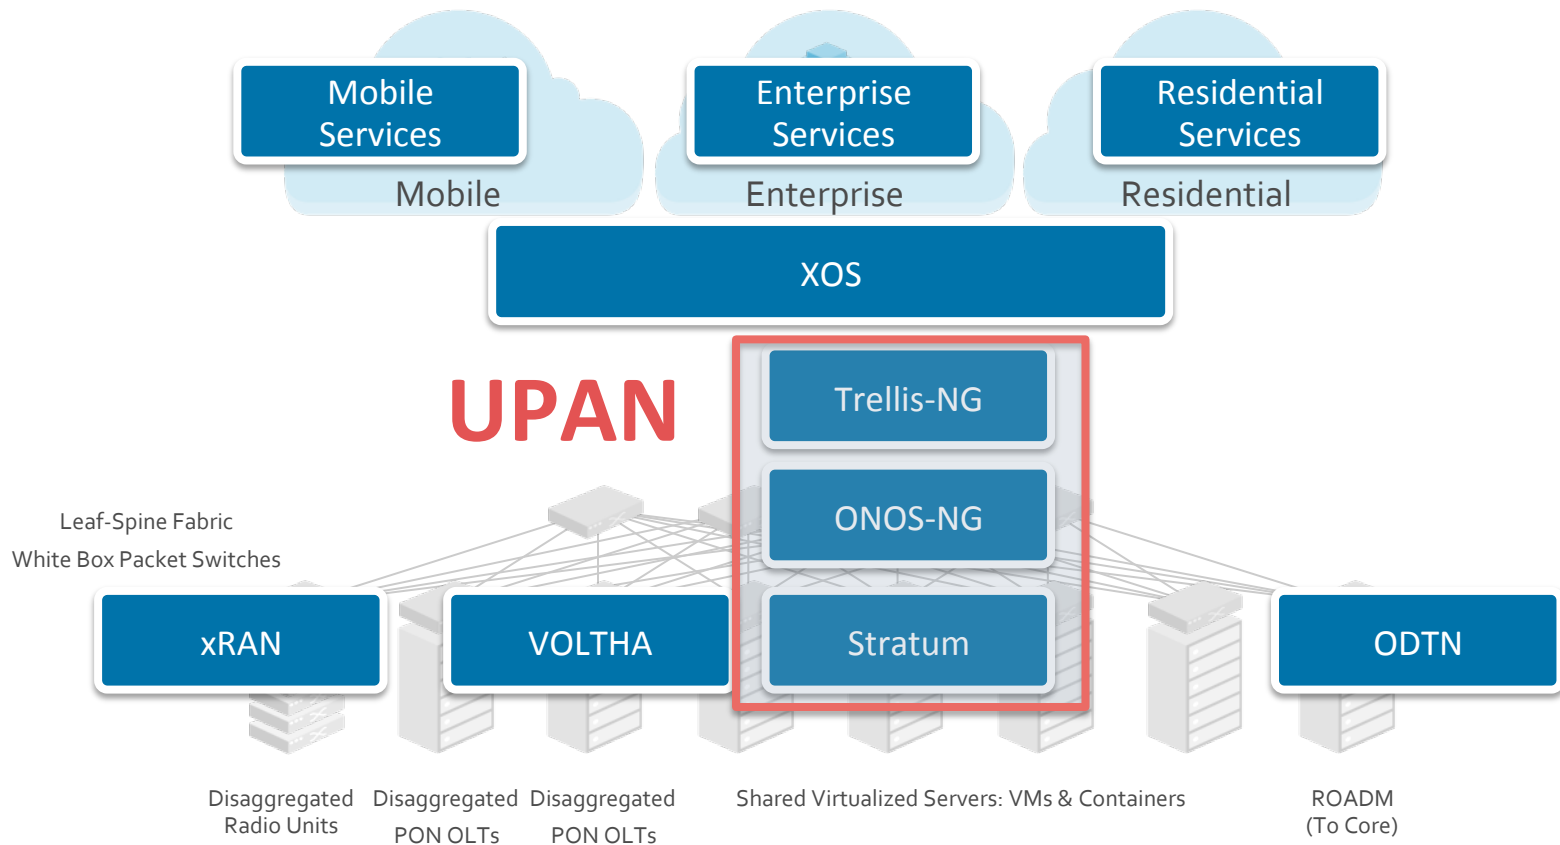 Mobile
Services
Enterprise
Services
Residential
Services
Mobile
Enterprise
Residential
XOS
UPAN
Trellis-NG
ONOS-NG
Leaf-Spine Fabric
White Box Packet Switches
xRAN
VOLTHA
Stratum
ODTN
Disaggregated
Radio Units
Disaggregated
PON OLTs
Disaggregated
PON OLTs
Shared Virtualized Servers: VMs & Containers
ROADM
(To Core)